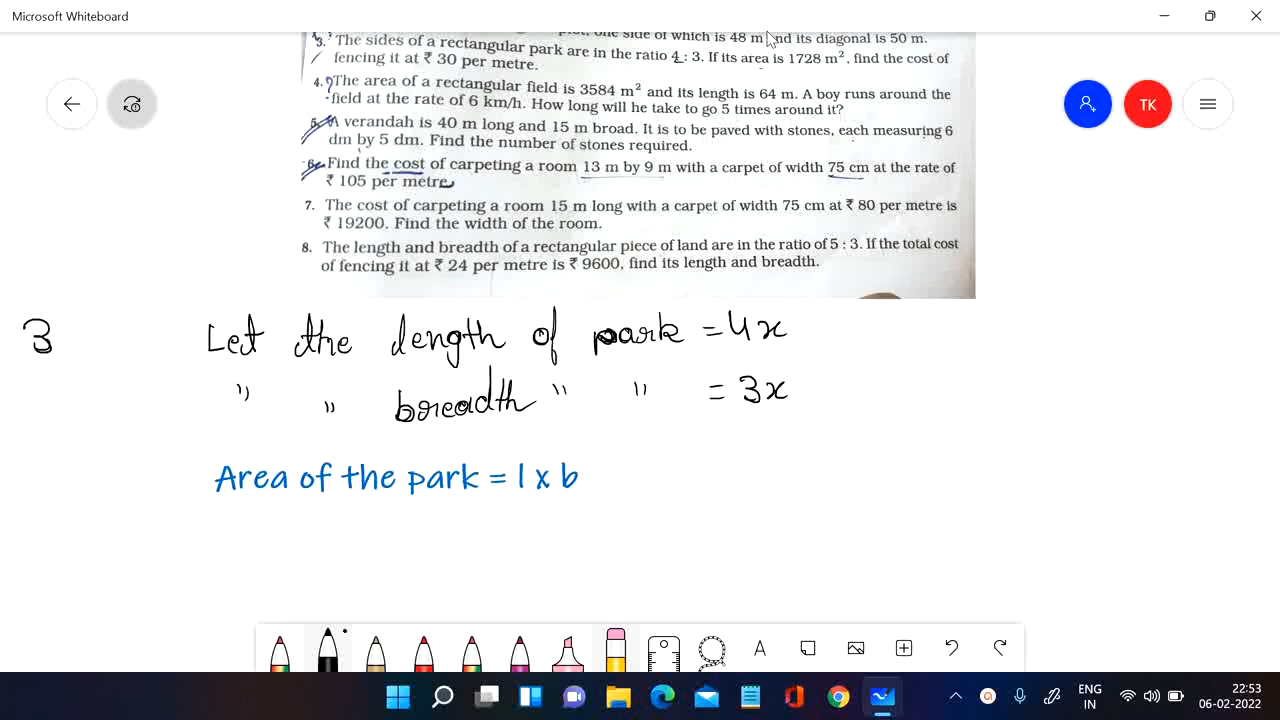 Microsoft Whiteboard
plot, one side of which is 48 m and its diagonal is 50 m.
3. The sides of a rectangular park are in the ratio 4 : 3. If its area is 1728 m², find the cost of
fencing it at ₹ 30 per metre.
4. The area of a rectangular field is 3584 m² and its length is 64 m. A boy runs around the
field at the rate of 6 km/h. How long will he take to go 5 times around it?
5. A verandah is 40 m long and 15 m broad. It is to be paved with stones, each measuring 6
dm by 5 dm. Find the number of stones required.
6. Find the cost of carpeting a room 13 m by 9 m with a carpet of width 75 cm at the rate of
₹ 105 per metre.
7. The cost of carpeting a room 15 m long with a carpet of width 75 cm at ₹ 80 per metre is
₹ 19200. Find the width of the room.
8. The length and breadth of a rectangular piece of land are in the ratio of 5 : 3. If the total cost
of fencing it at ₹ 24 per metre is ₹ 9600, find its length and breadth.
TK
3 Let the length of park = 4x
" " breadth " " = 3x
Area of the park = l x b
A
ENG
IN
22:53
06-02-2022